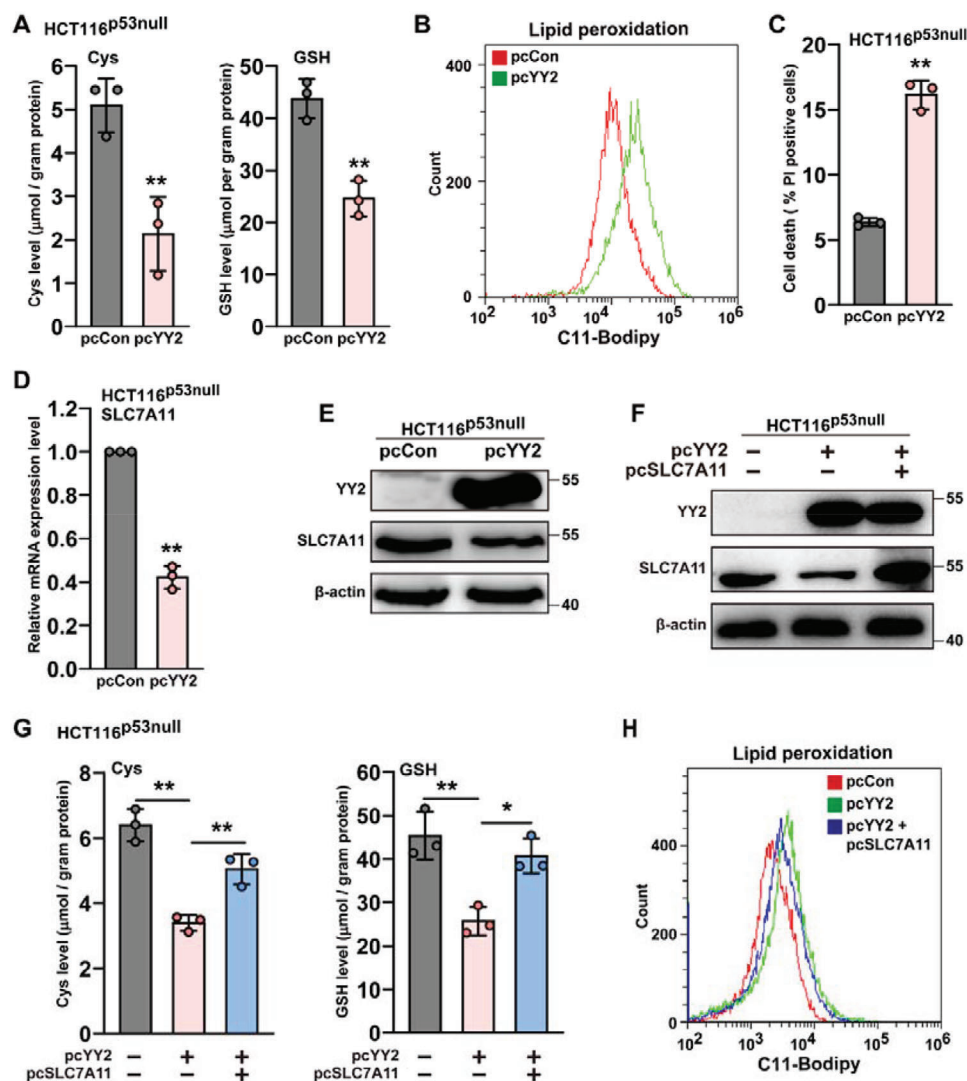 A
HCT116p53null
Cys
Cys level (μmol / gram protein)
6
5
4
3
2
1
0
**
pcCon pcYY2
GSH
GSH level (μmol per gram protein)
50
40
30
20
10
0
**
pcCon pcYY2
B
Lipid peroxidation
pcCon
pcYY2
Count
400
200
0
10² 10³ 10⁴ 10⁵ 10⁶
C11-Bodipy
C
HCT116p53null
Cell death ( % PI positive cells)
20
15
10
5
0
**
pcCon pcYY2
D
HCT116p53null
SLC7A11
Relative mRNA expression level
1.2
1.0
0.8
0.6
0.4
0.2
0.0
**
pcCon pcYY2
E
HCT116p53null
pcCon pcYY2
YY2
55
SLC7A11
55
β-actin
40
F
HCT116p53null
pcYY2 − + +
pcSLC7A11 − − +
YY2
55
SLC7A11
55
β-actin
40
G
HCT116p53null
Cys
Cys level (μmol / gram protein)
8
6
4
2
0
** **
pcYY2 − + +
pcSLC7A11 − − +
GSH
GSH level (μmol / gram protein)
60
50
40
30
20
10
0
** *
pcYY2 − + +
pcSLC7A11 − − +
H
Lipid peroxidation
pcCon
pcYY2
pcYY2 +
pcSLC7A11
Count
400
200
0
10² 10³ 10⁴ 10⁵ 10⁶
C11-Bodipy